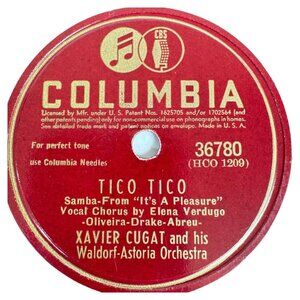 CBS
COLUMBIA
Licensed by Mfr. under U. S. Patent Nos. 1625705 and/or 1702564 (and
other patents pending) only for non-commercial use on phonographs in homes.
See detailed trade mark and patent notices on envelope. Made in U. S. A.
For perfect tone
use Columbia Needles
36780
(HCO 1209)
TICO TICO
Samba-From "It's A Pleasure"
Vocal Chorus by Elena Verdugo
-Oliveira-Drake-Abreu-
XAVIER CUGAT and his
Waldorf-Astoria Orchestra